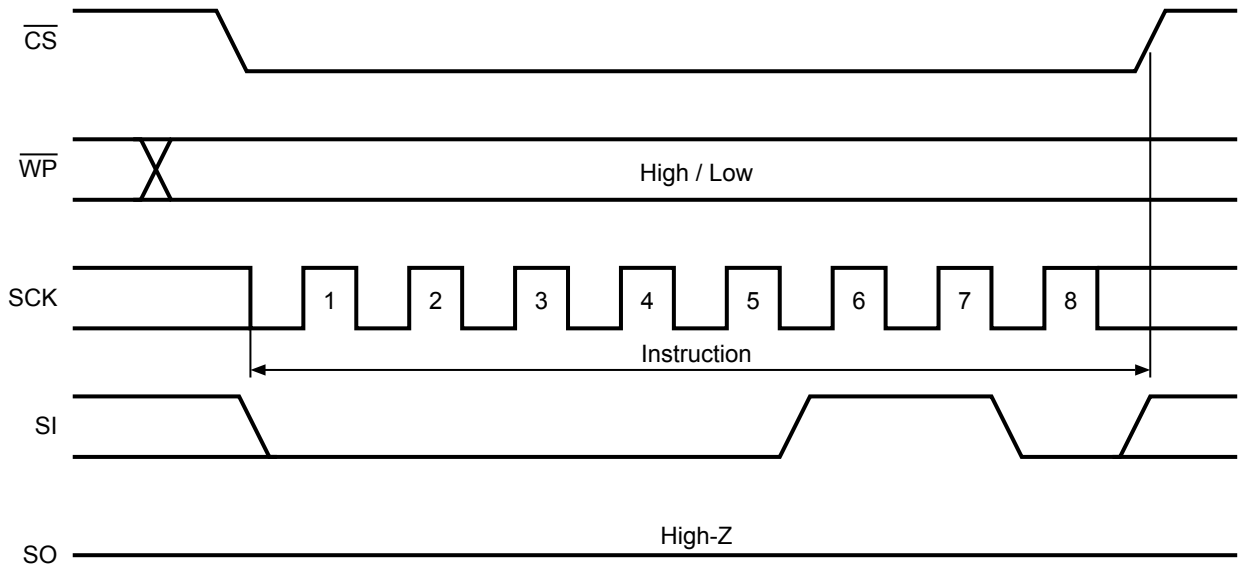 CS
WP
High / Low
SCK
1 2 3 4 5 6 7 8
Instruction
SI
High-Z
SO